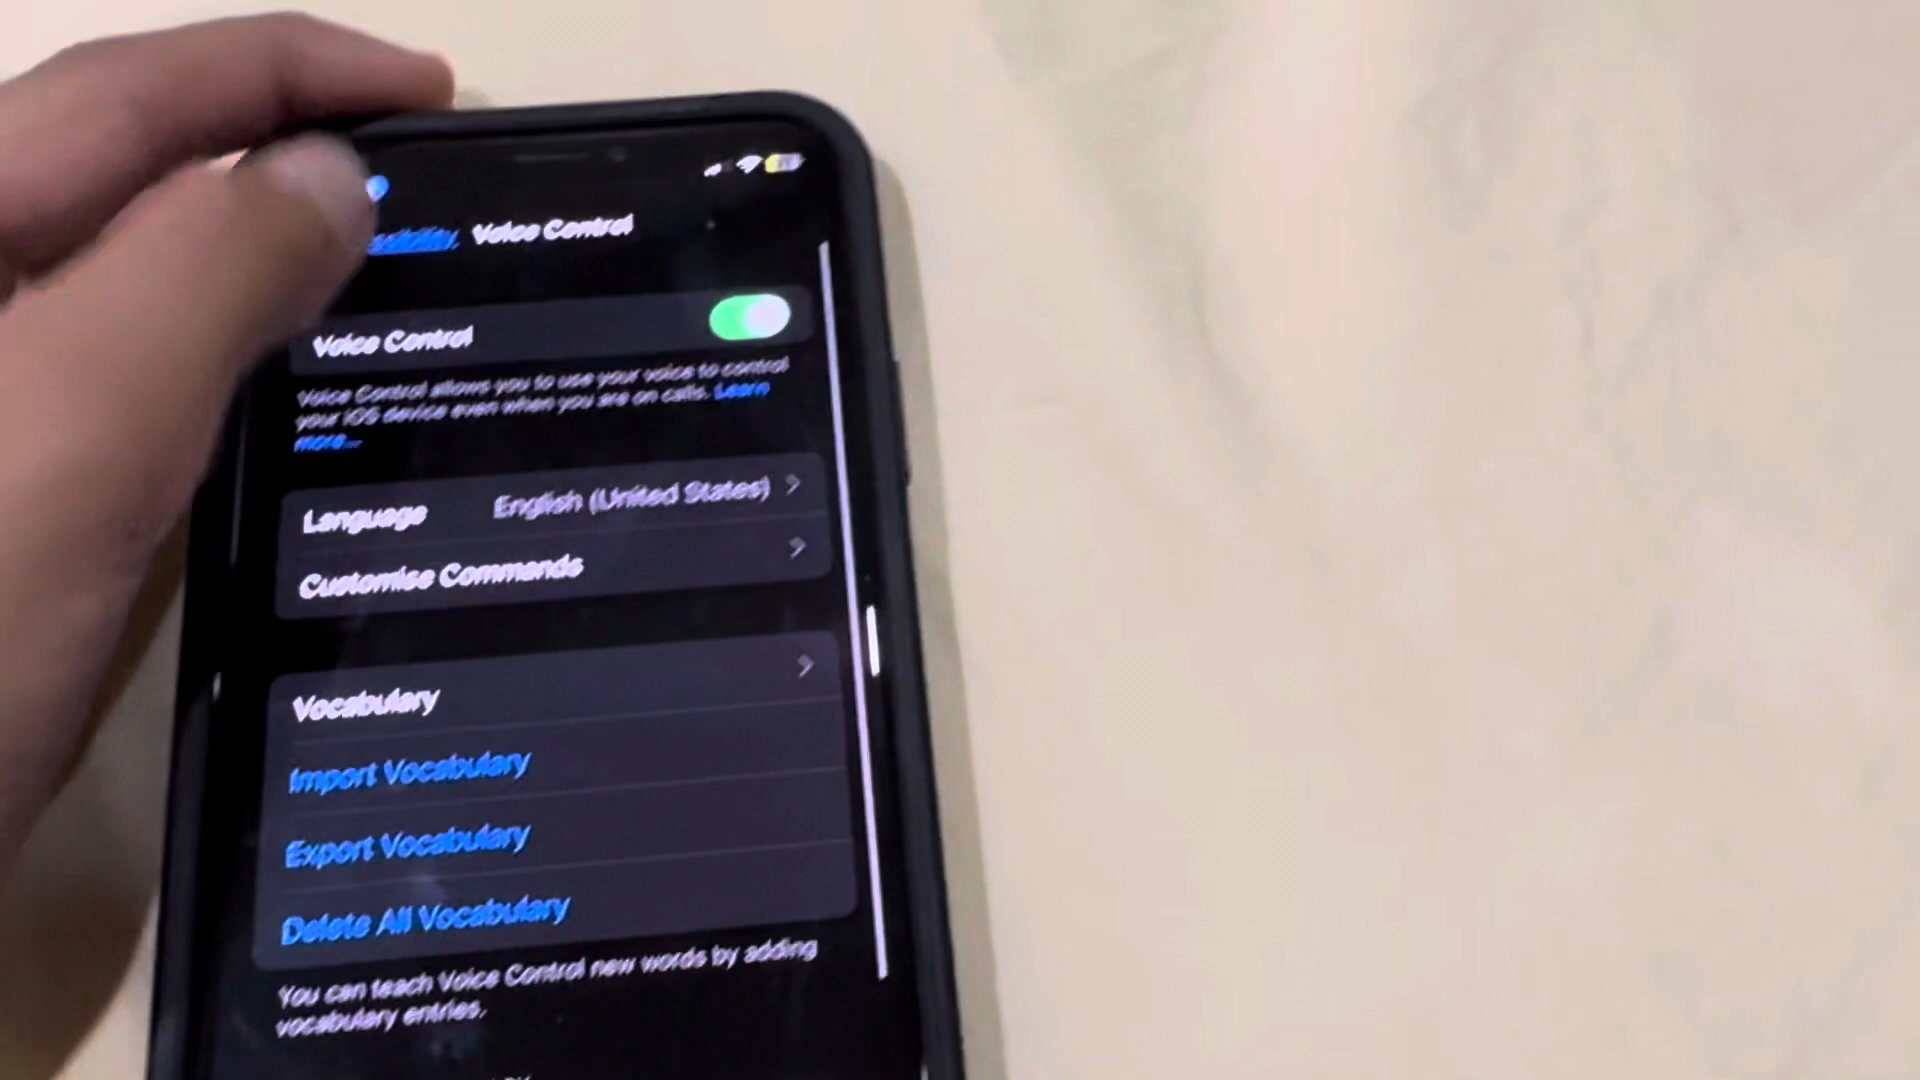 Voice Control
Voice Control
Voice Control allows you to use your voice to control
your iOS device even when you are on calls. Learn
more...
Language English (United States)
Customise Commands
Vocabulary
Import Vocabulary
Export Vocabulary
Delete All Vocabulary
You can teach Voice Control new words by adding
vocabulary entries.